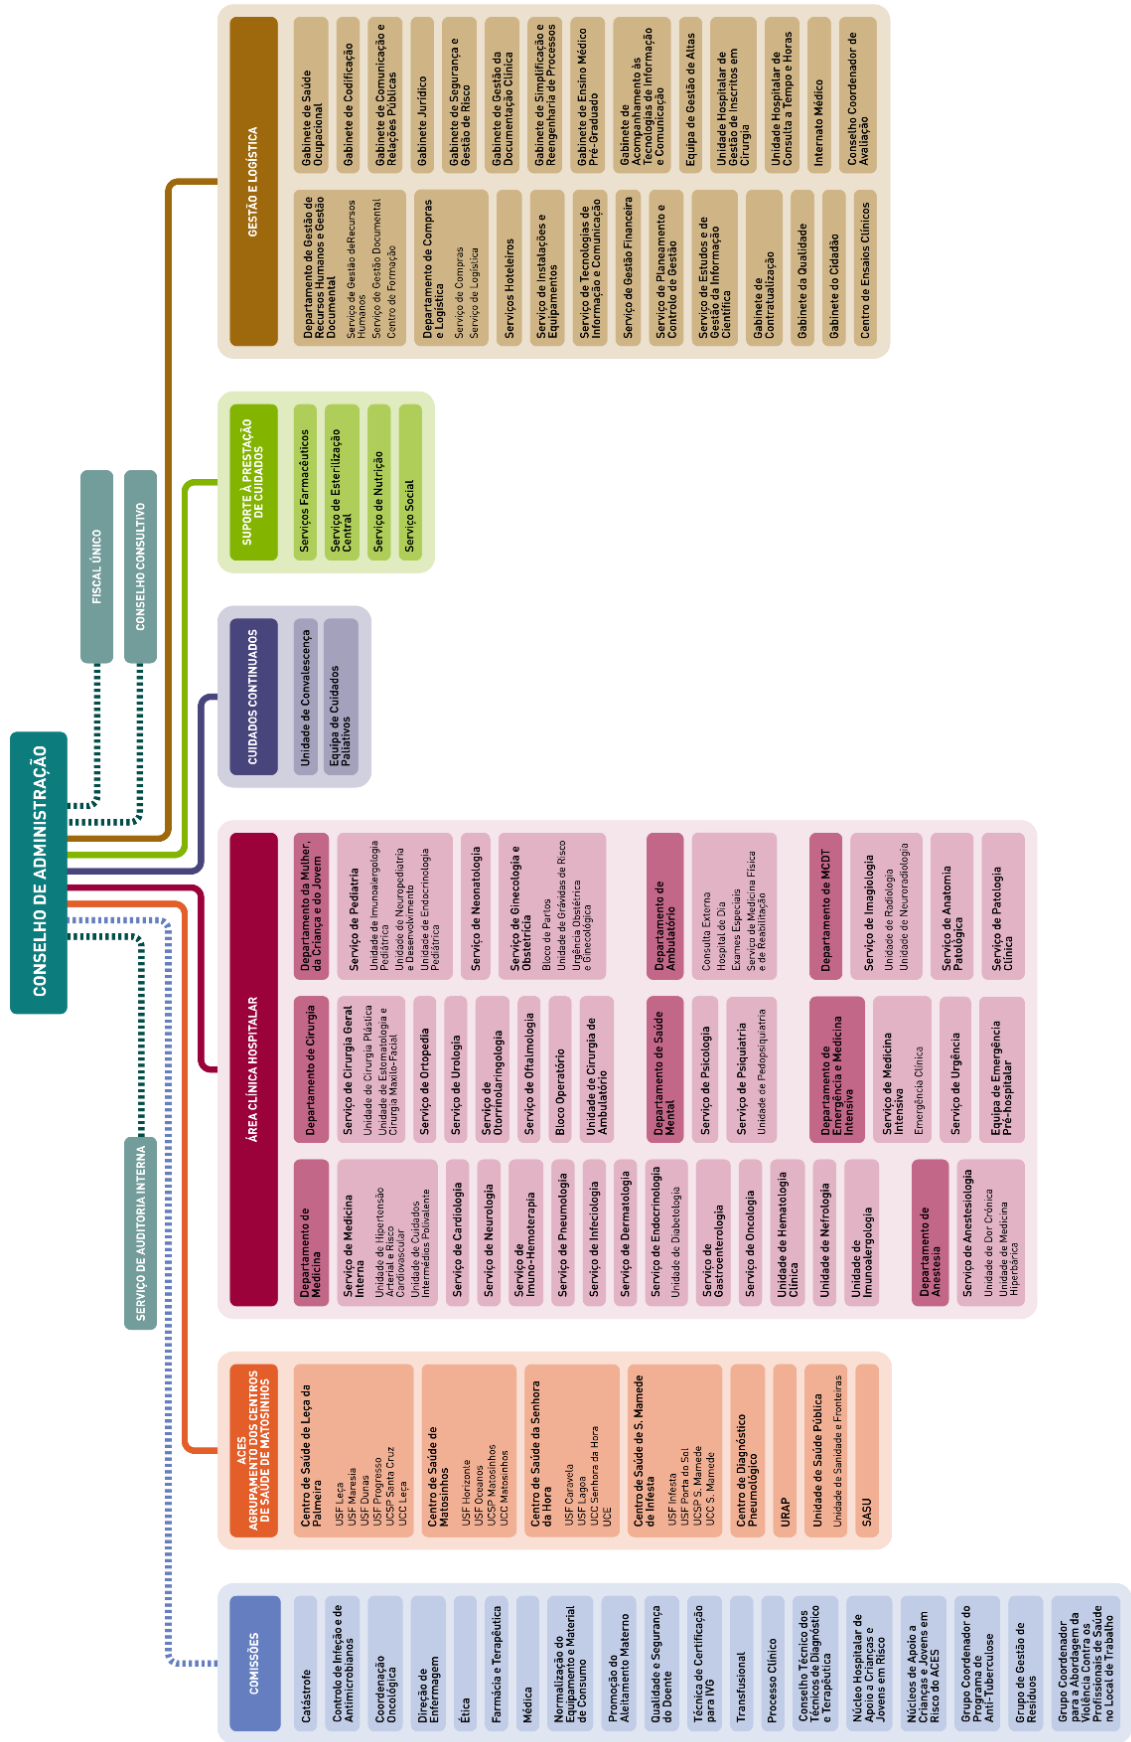 CONSELHO DE ADMINISTRAÇÃO
FISCAL ÚNICO
CONSELHO CONSULTIVO
SERVIÇO DE AUDITORIA INTERNA
COMISSÕES
Catástrofe
Controlo de Infeção e de
Antimicrobianos
Coordenação
Oncológica
Direção de
Enfermagem
Ética
Farmácia e Terapêutica
Médica
Normalização do
Equipamento e Material
de Consumo
Promoção do
Aleitamento Materno
Qualidade e Segurança
do Doente
Técnica de Certificação
para IVG
Transfusional
Processo Clínico
Conselho Técnico dos
Técnicos de Diagnóstico
e Terapêutica
Núcleo Hospitalar de
Apoio a Crianças e
Jovens em Risco
Núcleos de Apoio a
Crianças e Jovens em
Risco do ACES
Grupo Coordenador do
Programa de
Anti-Tuberculose
Grupo de Gestão de
Resíduos
Grupo Coordenador
para a Abordagem da
Violência Contra os
Profissionais de Saúde
no Local de Trabalho
ACES
AGRUPAMENTO DOS CENTROS
DE SAÚDE DE MATOSINHOS
Centro de Saúde de Leça da
Palmeira
USF Leça
USF Maresia
USF Dunas
USF Progresso
UCSP Santa Cruz
UCC Leça
Centro de Saúde de
Matosinhos
USF Horizonte
USF Oceanos
UCSP Matosinhos
UCC Matosinhos
Centro de Saúde da Senhora
da Hora
USF Caravela
USF Lagoa
UCC Senhora da Hora
UCE
Centro de Saúde de S. Mamede
de Infesta
USF Infesta
USF Porta do Sol
UCSP S. Mamede
UCC S. Mamede
Centro de Diagnóstico
Pneumológico
URAP
Unidade de Saúde Pública
Unidade de Sanidade e Fronteiras
SASU
ÁREA CLÍNICA HOSPITALAR
Departamento de
Medicina
Serviço de Medicina
Interna
Unidade de Hipertensão
Arterial e Risco
Cardiovascular
Unidade de Cuidados
Intermédios Polivalente
Serviço de Cardiologia
Serviço de Neurologia
Serviço de
Imuno-Hemoterapia
Serviço de Pneumologia
Serviço de Infeciologia
Serviço de Dermatologia
Serviço de Endocrinologia
Unidade de Diabetologia
Serviço de
Gastroenterologia
Serviço de Oncologia
Unidade de Hematologia
Clínica
Unidade de Nefrologia
Unidade de
Imunoalergologia
Departamento de
Anestesia
Serviço de Anestesiologia
Unidade de Dor Crónica
Unidade de Medicina
Hiperbárica
Departamento de Cirurgia
Serviço de Cirurgia Geral
Unidade de Cirurgia Plástica
Unidade de Estomatologia e
Cirurgia Maxilo-Facial
Serviço de Ortopedia
Serviço de Urologia
Serviço de
Otorrinolaringologia
Serviço de Oftalmologia
Bloco Operatório
Unidade de Cirurgia de
Ambulatório
Departamento de Saúde
Mental
Serviço de Psicologia
Serviço de Psiquiatria
Unidade de Pedopsiquiatria
Departamento de
Emergência e Medicina
Intensiva
Serviço de Medicina
Intensiva
Emergência Clínica
Serviço de Urgência
Equipa de Emergência
Pré-hospitalar
Departamento da Mulher,
da Criança e do Jovem
Serviço de Pediatria
Unidade de Imunoalergologia
Pediátrica
Unidade de Neuropediatria
e Desenvolvimento
Unidade de Endocrinologia
Pediátrica
Serviço de Neonatologia
Serviço de Ginecologia e
Obstetrícia
Bloco de Partos
Unidade de Grávidas de Risco
Urgência Obstétrica
e Ginecológica
Departamento de
Ambulatório
Consulta Externa
Hospital de Dia
Exames Especiais
Serviço de Medicina Física
e de Reabilitação
Departamento de MCDT
Serviço de Imagiologia
Unidade de Radiologia
Unidade de Neuroradiologia
Serviço de Anatomia
Patológica
Serviço de Patologia
Clínica
CUIDADOS CONTINUADOS
Unidade de Convalescença
Equipa de Cuidados
Paliativos
SUPORTE À PRESTAÇÃO
DE CUIDADOS
Serviços Farmacêuticos
Serviço de Esterilização
Central
Serviço de Nutrição
Serviço Social
GESTÃO E LOGÍSTICA
Departamento de Gestão de
Recursos Humanos e Gestão
Documental
Serviço de Gestão deRecursos
Humanos
Serviço de Gestão Documental
Centro de Formação
Departamento de Compras
e Logística
Serviço de Compras
Serviço de Logística
Serviços Hoteleiros
Serviço de Instalações e
Equipamentos
Serviço de Tecnologias de
Informação e Comunicação
Serviço de Gestão Financeira
Serviço de Planeamento e
Controlo de Gestão
Serviço de Estudos e de
Gestão da Informação
Científica
Gabinete de
Contratualização
Gabinete da Qualidade
Gabinete do Cidadão
Centro de Ensaios Clínicos
Gabinete de Saúde
Ocupacional
Gabinete de Codificação
Gabinete de Comunicação e
Relações Públicas
Gabinete Jurídico
Gabinete de Segurança e
Gestão de Risco
Gabinete de Gestão da
Documentação Clínica
Gabinete de Simplificação e
Reengenharia de Processos
Gabinete de Ensino Médico
Pré-Graduado
Gabinete de
Acompanhamento às
Tecnologias de Informação
e Comunicação
Equipa de Gestão de Altas
Unidade Hospitalar de
Gestão de Inscritos em
Cirurgia
Unidade Hospitalar de
Consulta a Tempo e Horas
Internato Médico
Conselho Coordenador de
Avaliação